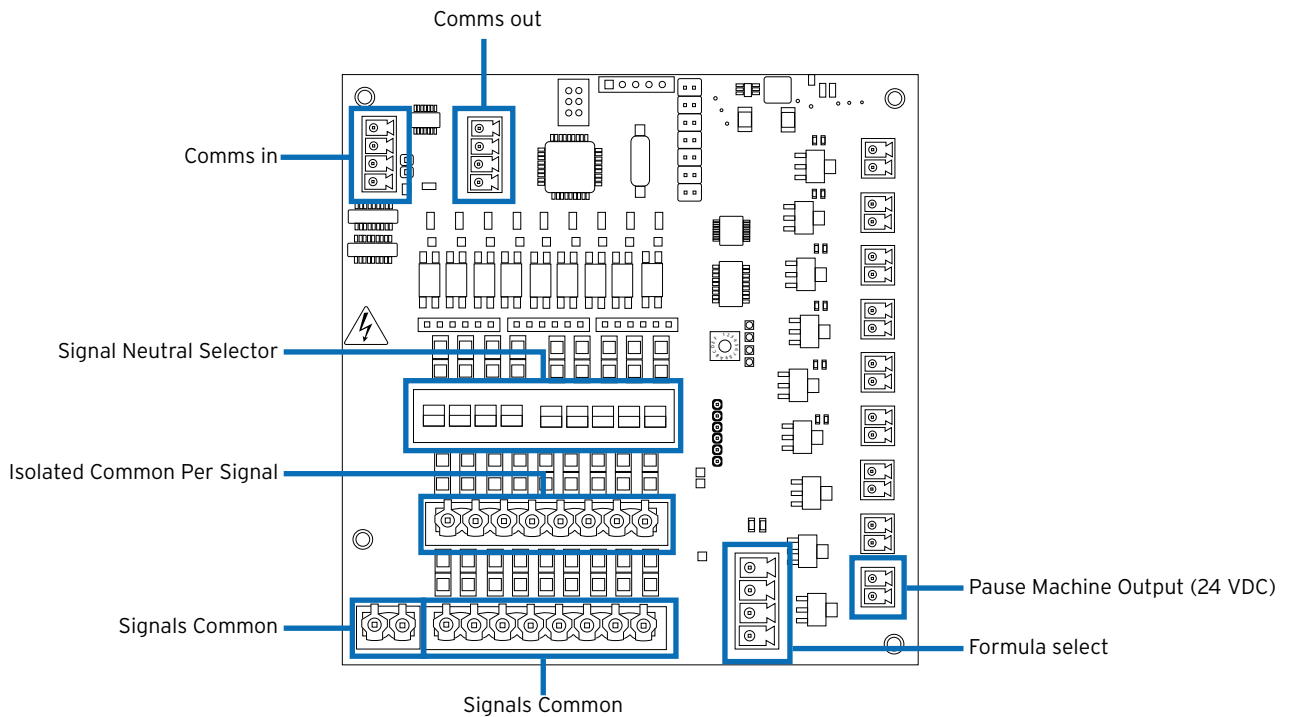 Comms out
Comms in
Signal Neutral Selector
Isolated Common Per Signal
Pause Machine Output (24 VDC)
Signals Common
Formula select
Signals Common